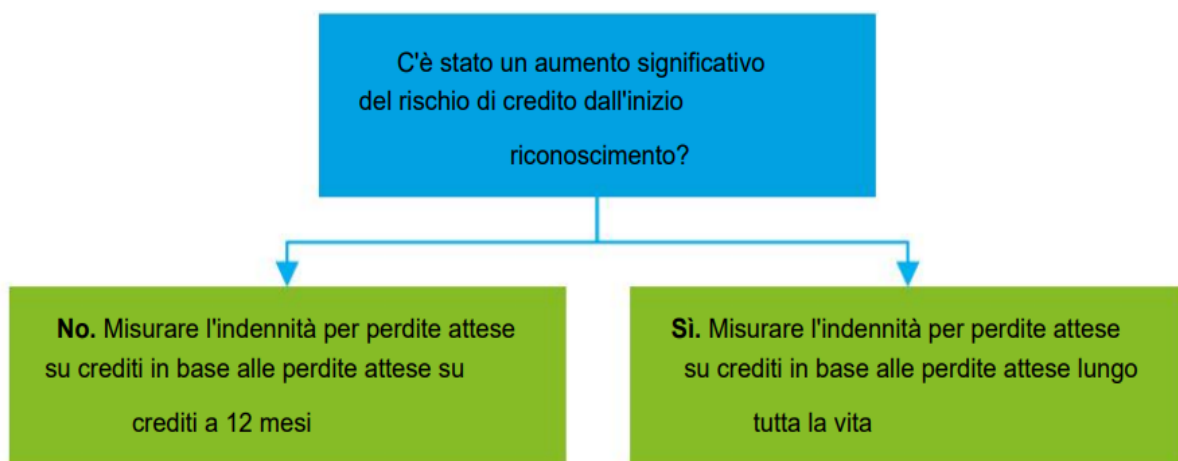 C'è stato un aumento significativo
del rischio di credito dall'inizio
riconoscimento?
No. Misurare l'indennità per perdite attese
su crediti in base alle perdite attese su
crediti a 12 mesi
Sì. Misurare l'indennità per perdite attese
su crediti in base alle perdite attese lungo
tutta la vita